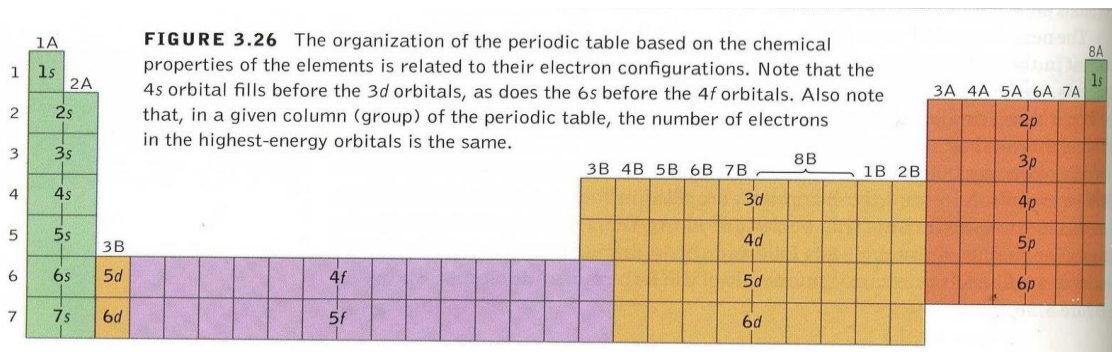 1A
FIGURE 3.26 The organization of the periodic table based on the chemical
properties of the elements is related to their electron configurations. Note that the
4s orbital fills before the 3d orbitals, as does the 6s before the 4f orbitals. Also note
that, in a given column (group) of the periodic table, the number of electrons
in the highest-energy orbitals is the same.
8A
1 1s 1s
2A 3A 4A 5A 6A 7A
2 2s 2p
3 3s 3p
3B 4B 5B 6B 7B 8B 1B 2B
4 4s 3d 4p
5 5s 4d 5p
3B
6 6s 5d 4f 5d 6p
7 7s 6d 5f 6d